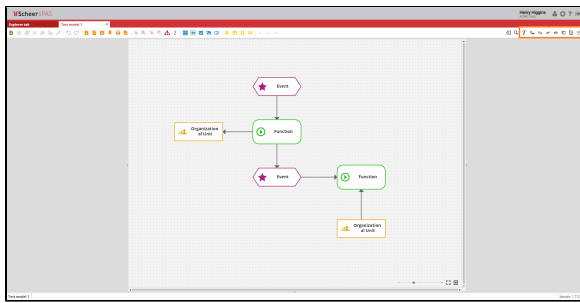 Scheer PAS
Henry Higgins
Explorer tab
Test model 1
Event
Organization
al Unit
Function
Event
Function
Organization
al Unit
Test model 1